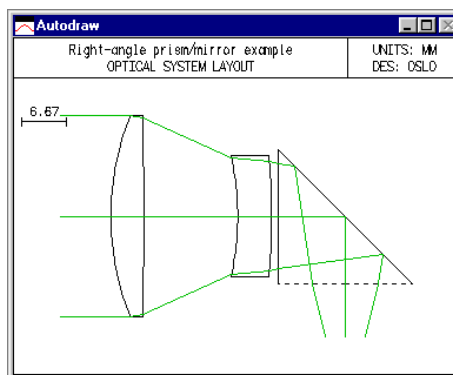 Autodraw
Right-angle prism/mirror example
OPTICAL SYSTEM LAYOUT
UNITS: MM
DES: OSLO
6.67